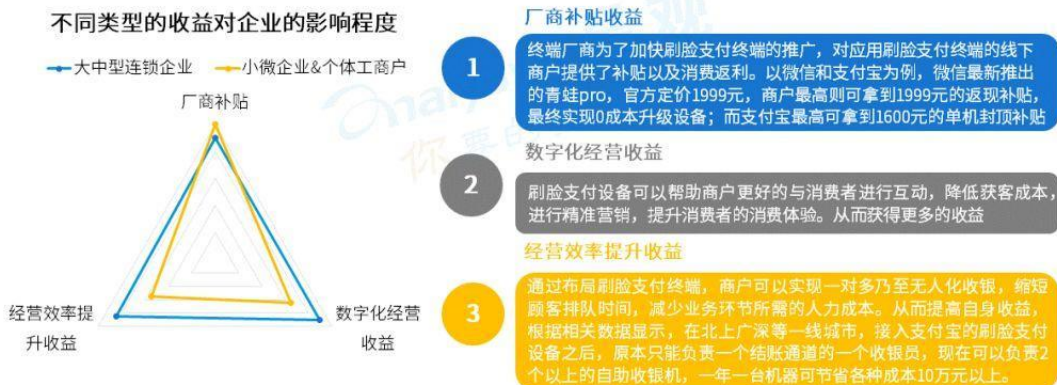 不同类型的收益对企业的影响程度
大中型连锁企业 小微企业&个体工商户
厂商补贴
经营效率提
升收益
数字化经营
收益
厂商补贴收益
1
终端厂商为了加快刷脸支付终端的推广，对应用刷脸支付终端的线下
商户提供了补贴以及消费返利。以微信和支付宝为例，微信最新推出
的青蛙pro，官方定价1999元，商户最高则可拿到1999元的返现补贴，
最终实现0成本升级设备；而支付宝最高可拿到1600元的单机封顶补贴
数字化经营收益
2
刷脸支付设备可以帮助商户更好的与消费者进行互动，降低获客成本，
进行精准营销，提升消费者的消费体验。从而获得更多的收益
经营效率提升收益
3
通过布局刷脸支付终端，商户可以实现一对多乃至无人化收银，缩短
顾客排队时间，减少业务环节所需的人力成本。从而提高自身收益，
根据相关数据显示，在北上广深等一线城市，接入支付宝的刷脸支付
设备之后，原本只能负责一个结账通道的一个收银员，现在可以负责2
个以上的自助收银机，一年一台机器可节省各种成本10万元以上。